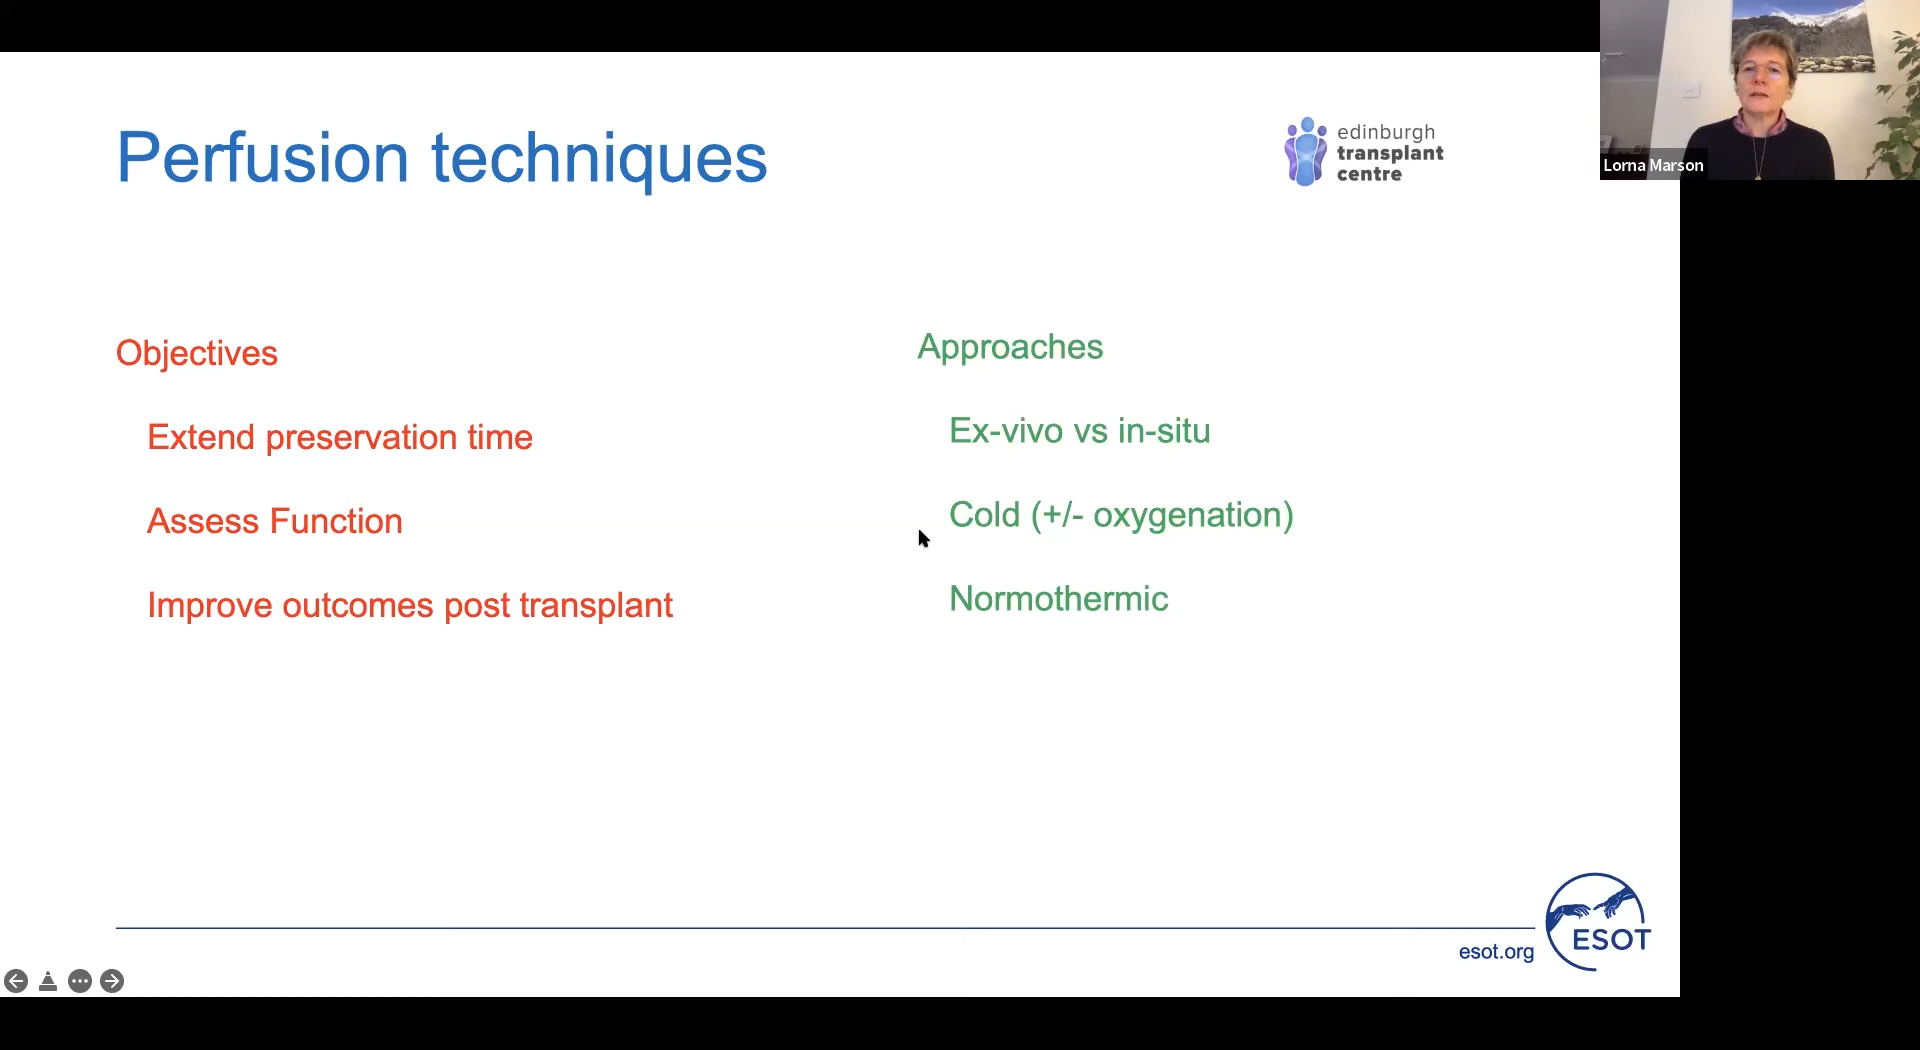 Perfusion techniques
edinburgh
transplant
centre
Lorna Marson
Objectives
Extend preservation time
Assess Function
Improve outcomes post transplant
Approaches
Ex-vivo vs in-situ
Cold (+/- oxygenation)
Normothermic
esot.org
ESOT